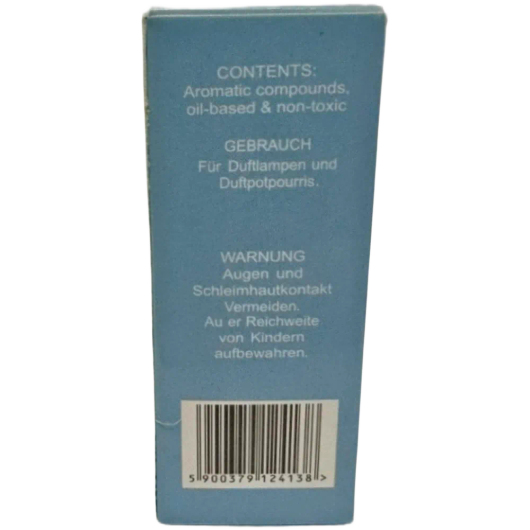 CONTENTS:
Aromatic compounds,
oil-based & non-toxic
GEBRAUCH
Für Duftlampen und
Duftpotpourris.
WARNUNG
Augen und
Schleimhautkontakt
Vermeiden.
Au er Reichweite
von Kindern
aufbewahren.
5 900379 124138 >